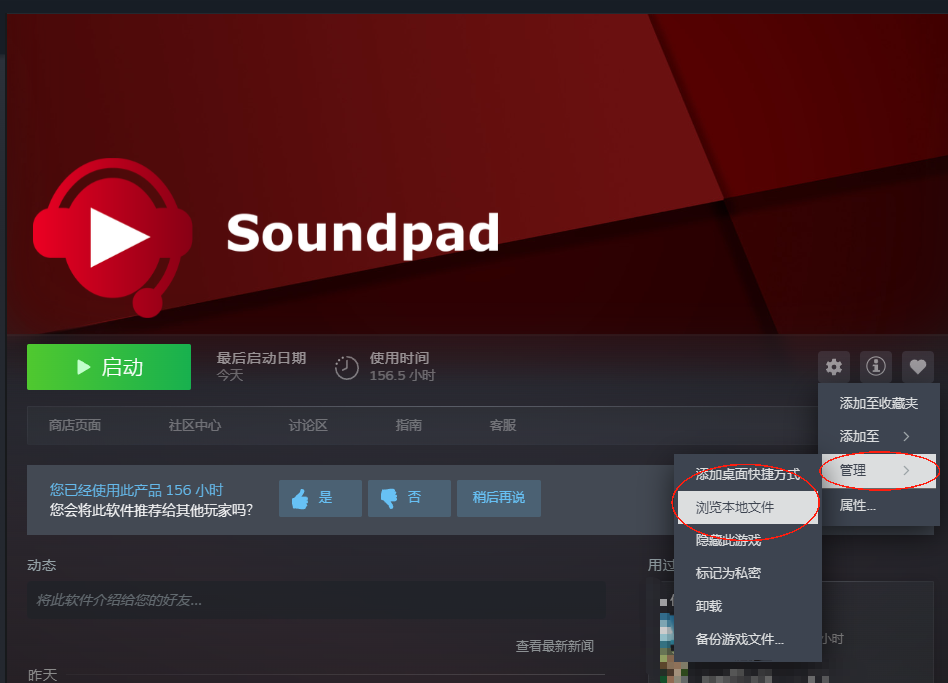 Soundpad
启动
最后启动日期
今天
使用时间
156.5 小时
添加至收藏夹
添加至
管理
属性...
商店页面
社区中心
讨论区
指南
客服
添加桌面快捷方式
浏览本地文件
隐藏此游戏
标记为私密
卸载
备份游戏文件...
您已经使用此产品 156 小时
您会将此软件推荐给其他玩家吗?
是
否
稍后再说
动态
用过
将此软件介绍给您的好友...
小时
查看最新新闻
昨天